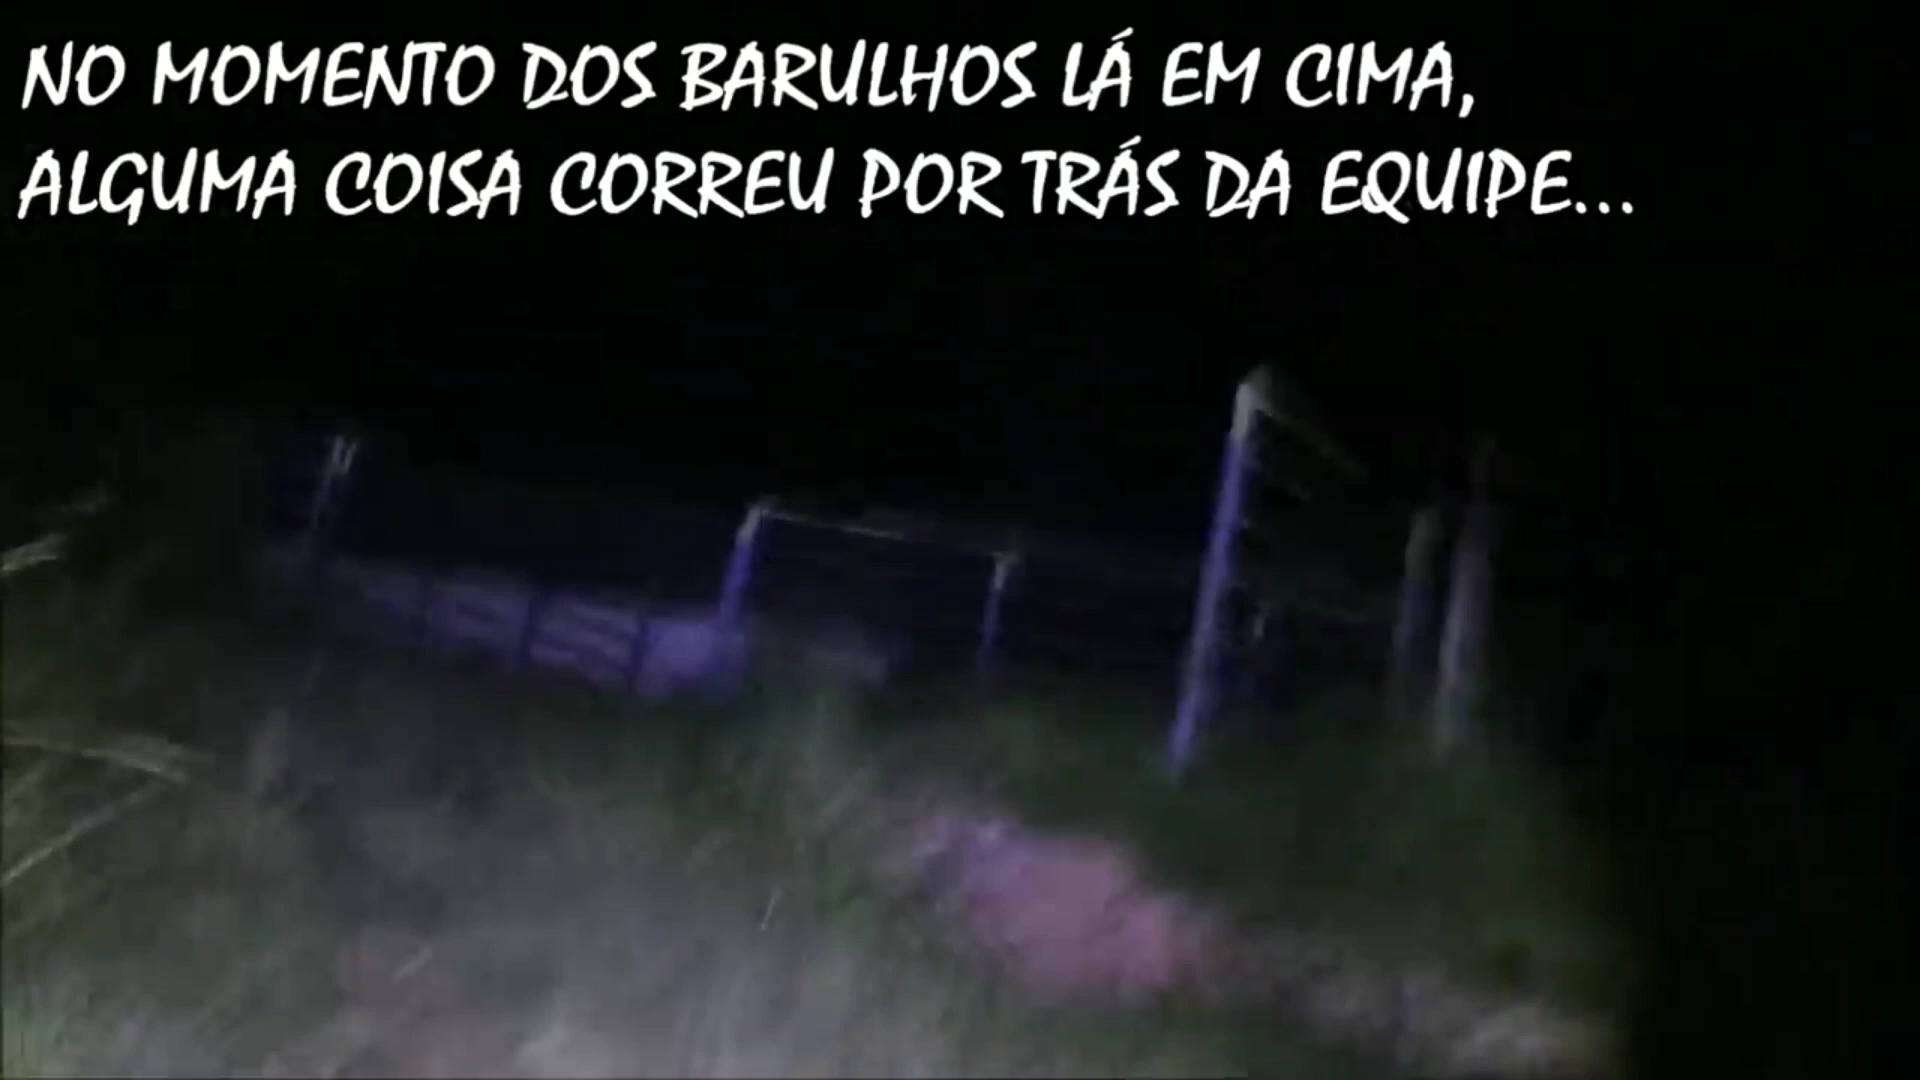 NO MOMENTO DOS BARULHOS LÁ EM CIMA,
ALGUMA COISA CORREU POR TRÁS DA EQUIPE...